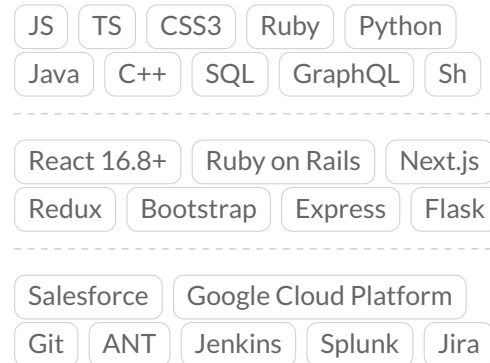 JS TS CSS3 Ruby Python
Java C++ SQL GraphQL Sh
React 16.8+ Ruby on Rails Next.js
Redux Bootstrap Express Flask
Salesforce Google Cloud Platform
Git ANT Jenkins Splunk Jira